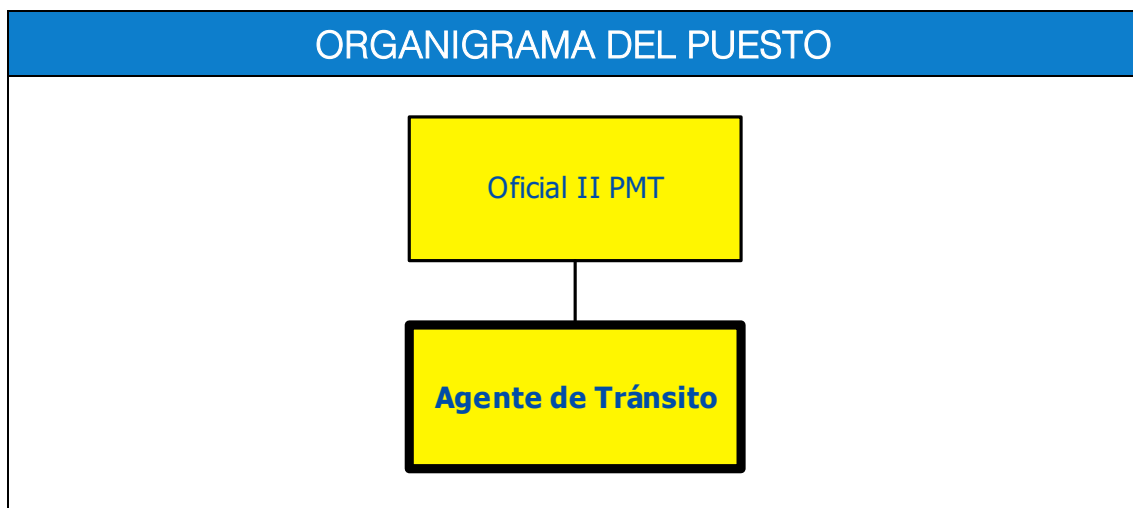 ORGANIGRAMA DEL PUESTO
Oficial II PMT
Agente de Tránsito